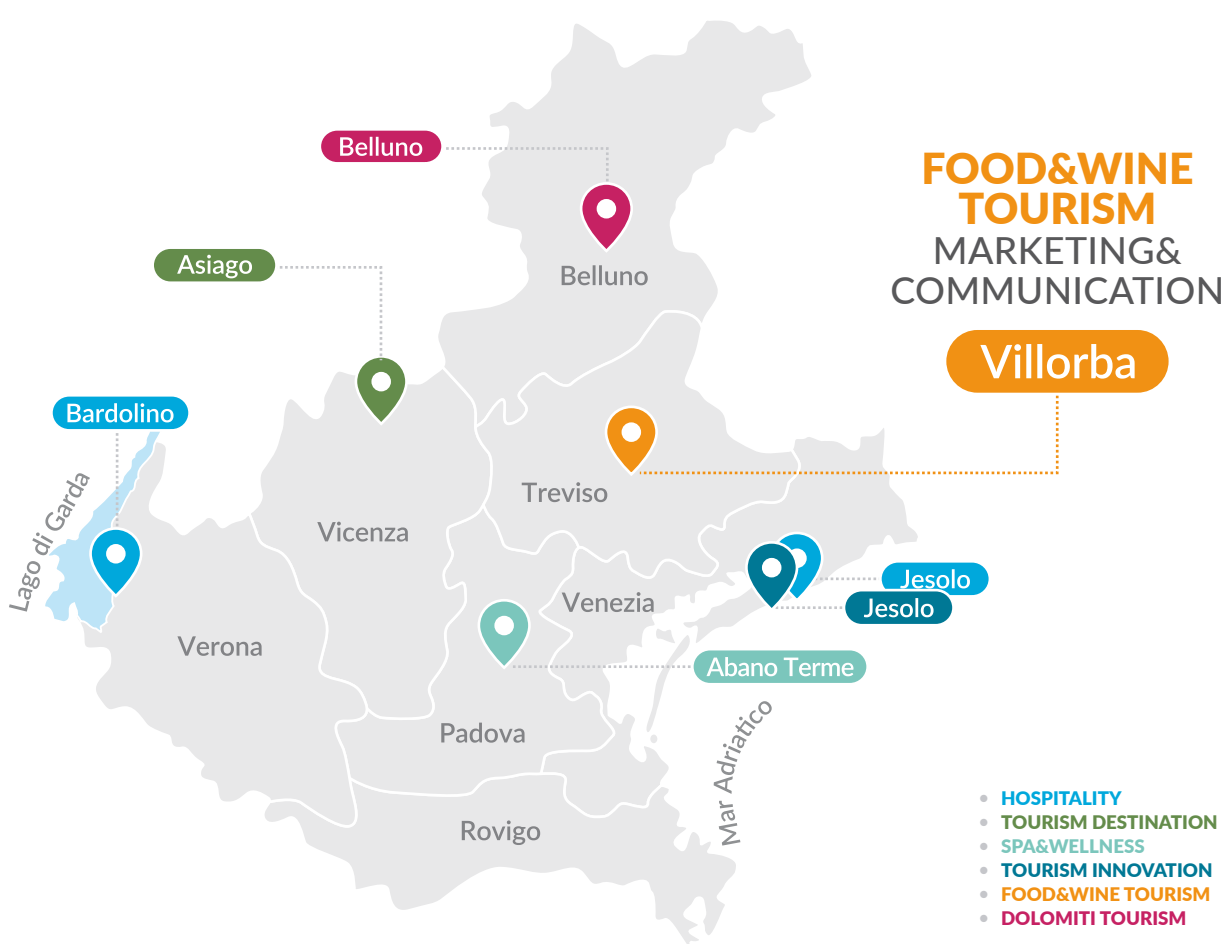 Belluno
FOOD&WINE
TOURISM
MARKETING&
COMMUNICATION
Villorba
Asiago
Belluno
Bardolino
Lago di Garda
Treviso
Vicenza
Jesolo
Jesolo
Venezia
Verona
Abano Terme
Padova
Mar Adriatico
Rovigo
HOSPITALITY
TOURISM DESTINATION
SPA&WELLNESS
TOURISM INNOVATION
FOOD&WINE TOURISM
DOLOMITI TOURISM